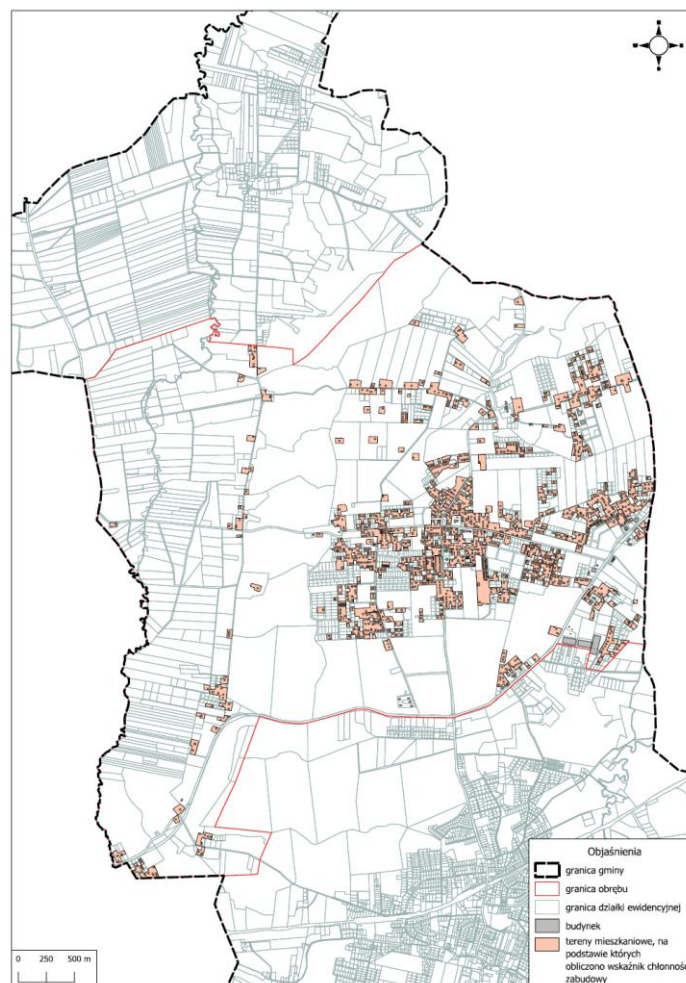 Objaśnienia
granica gminy
granica obrębu
granica działki ewidencyjnej
budynek
tereny mieszkaniowe, na
podstawie których
obliczono wskaźnik chłonności
zabudowy
0 250 500 m